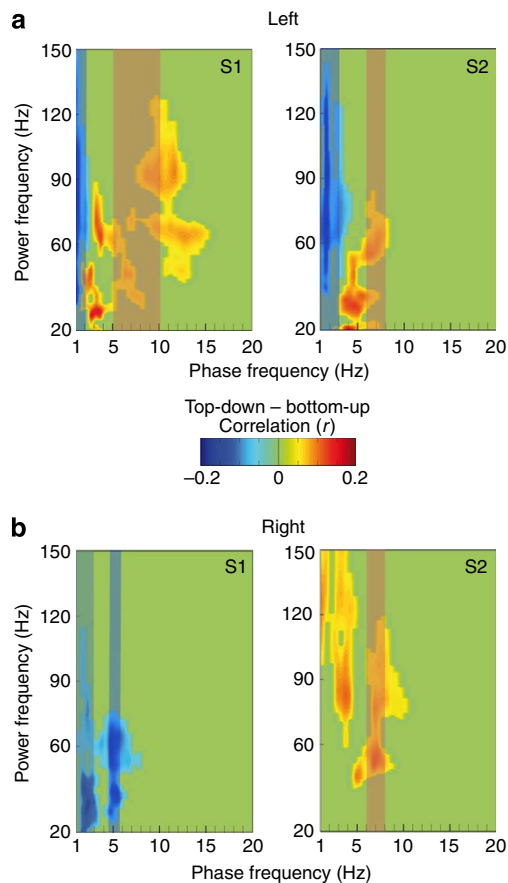 a
Left
S1
S2
150
120
90
60
20
150
120
90
60
20
Power frequency (Hz)
1 5 10 15 20
1 5 10 15 20
Phase frequency (Hz)
Top-down – bottom-up
Correlation (r)
–0.2 0 0.2
b
Right
S1
S2
150
120
90
60
20
150
120
90
60
20
Power frequency (Hz)
1 5 10 15 20
1 5 10 15 20
Phase frequency (Hz)